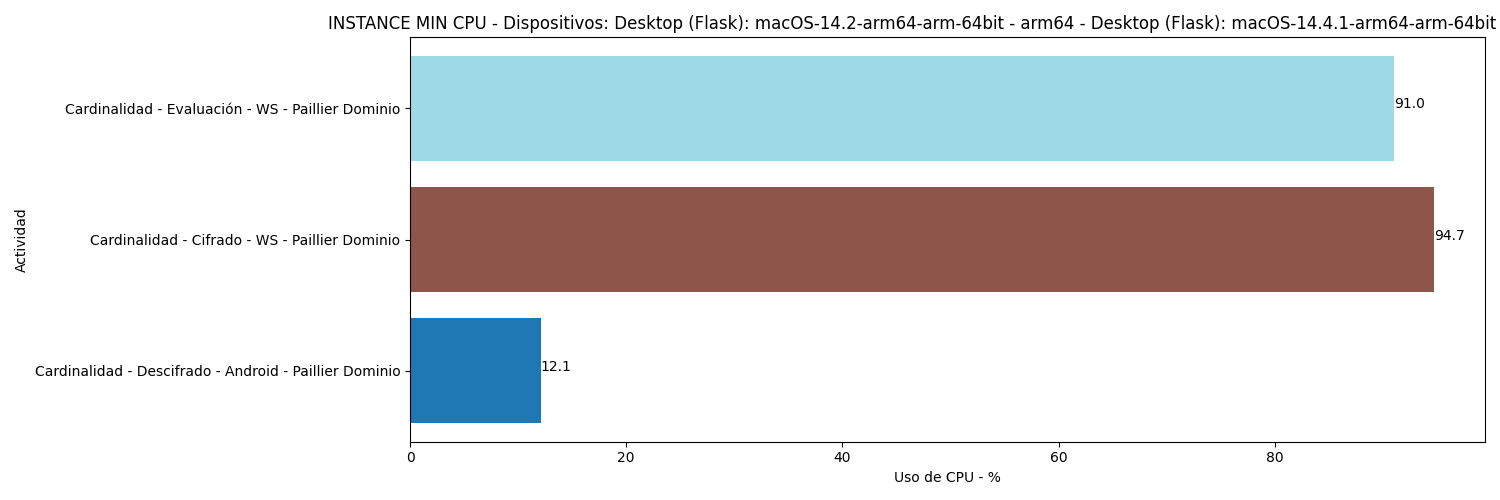 INSTANCE MIN CPU - Dispositivos: Desktop (Flask): macOS-14.2-arm64-arm-64bit - arm64 - Desktop (Flask): macOS-14.4.1-arm64-arm-64bit
Cardinalidad - Evaluación - WS - Paillier Dominio
91.0
Cardinalidad - Cifrado - WS - Paillier Dominio
94.7
Cardinalidad - Descifrado - Android - Paillier Dominio
12.1
Actividad
0
20
40
60
80
Uso de CPU - %